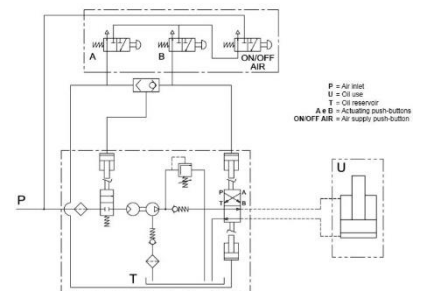 A
B
ON/OFF
AIR
P = Air inlet
U = Oil use
T = Oil reservoir
A e B = Actuating push-buttons
ON/OFF AIR = Air supply push-button
U
P A
T B
P
T